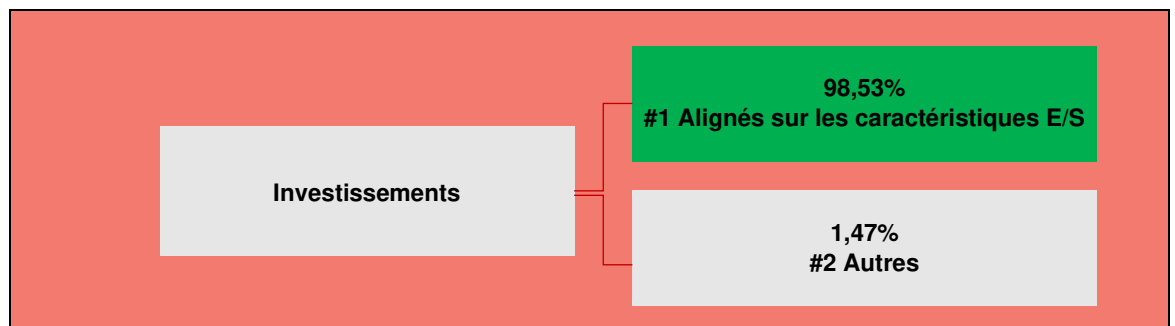 98,53%
#1 Alignés sur les caractéristiques E/S
Investissements
1,47%
#2 Autres